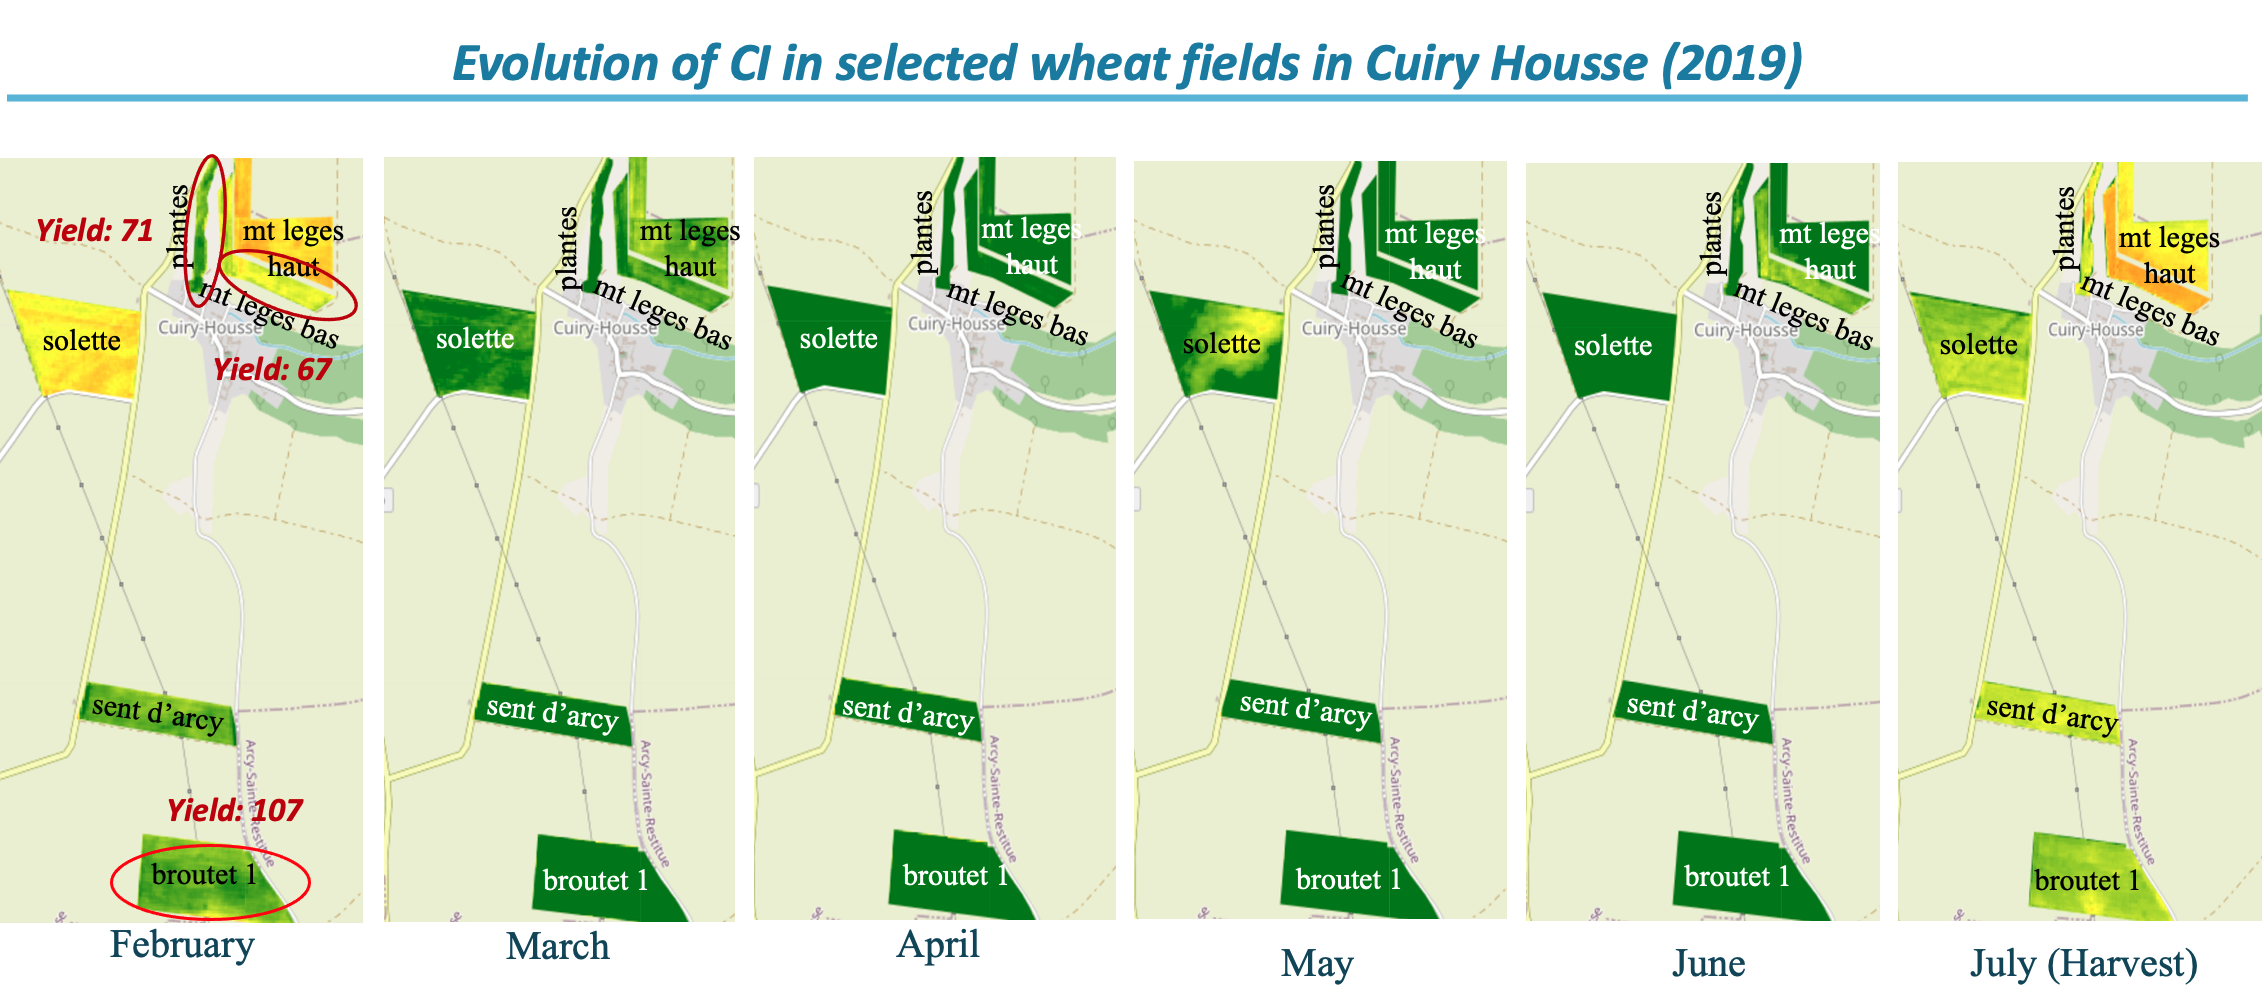 Evolution of CI in selected wheat fields in Cuiry Housse (2019)
Yield: 71
plantes
mt leges
haut
mt leges bas
solette
Cuiry-Housse
Yield: 67
sent d’arcy
Arcy-Sainte-Restitue
Yield: 107
broutet 1
February
plantes
mt leges
haut
mt leges bas
solette
Cuiry-Housse
sent d’arcy
Arcy-Sainte-Restitue
broutet 1
March
plantes
mt leges
haut
mt leges bas
solette
Cuiry-Housse
sent d’arcy
Arcy-Sainte-Restitue
broutet 1
April
plantes
mt leges
haut
mt leges bas
solette
Cuiry-Housse
sent d’arcy
Arcy-Sainte-Restitue
broutet 1
May
plantes
mt leges
haut
mt leges bas
solette
Cuiry-Housse
sent d’arcy
Arcy-Sainte-Restitue
broutet 1
June
plantes
mt leges
haut
mt leges bas
solette
Cuiry-Housse
sent d’arcy
Arcy-Sainte-Restitue
broutet 1
July (Harvest)